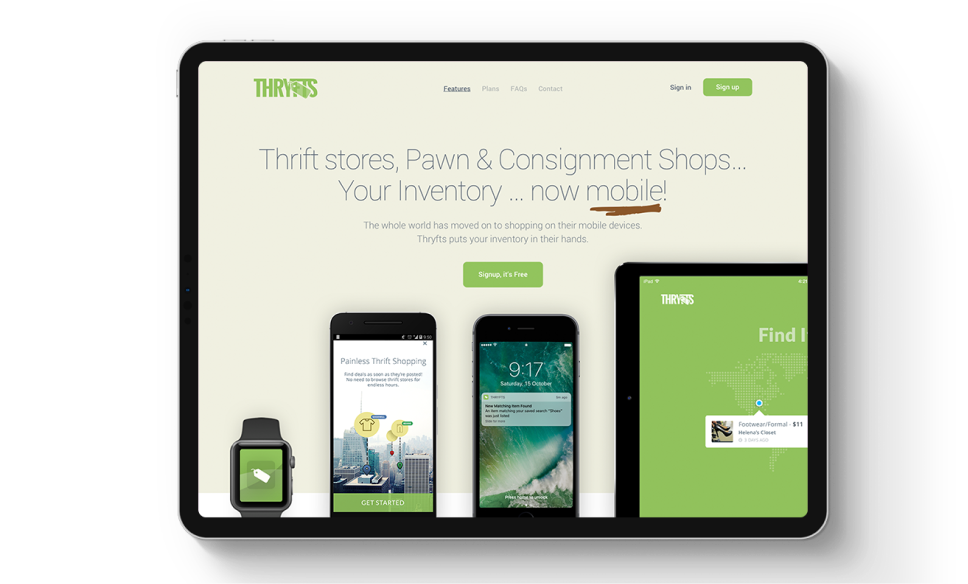 THRYFTS
Features Plans FAQs Contact
Sign in Sign up
Thrift stores, Pawn & Consignment Shops...
Your Inventory ... now mobile!
The whole world has moved on to shopping on their mobile devices.
Thryfts puts your inventory in their hands.
Signup, it's Free
Painless Thrift Shopping
Find deals as soon as they're posted!
No need to browse thrift stores for
endless hours.
GET STARTED
9:17
Saturday, 15 October
New Matching Item Found
An item matching your saved search "Shoes"
was just listed
Press home to unlock
iPad
THRYFTS
Find I
Footwear/Formal - $11
Helena's Closet
3 DAYS AGO